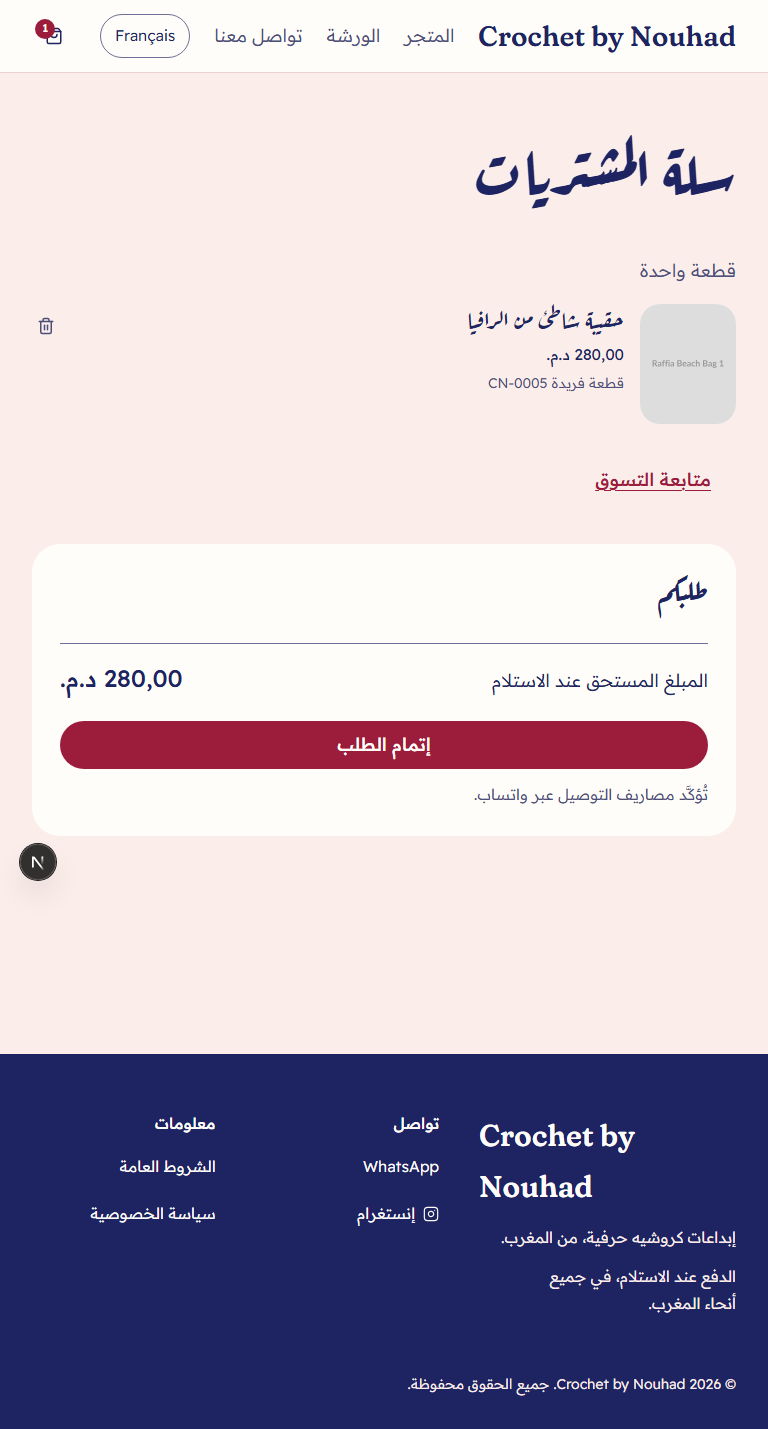 Crochet by Nouhad
المتجر
الورشة
تواصل معنا
Français
1
سلة المشتريات
قطعة واحدة
Raffia Beach Bag 1
حقيبة شاطئ من الرافيا
280,00 د.م.
قطعة فريدة CN-0005
متابعة التسوق
طلبكم
المبلغ المستحق عند الاستلام
280,00 د.م.
إتمام الطلب
تُؤكَّد مصاريف التوصيل عبر واتساب.
N
Crochet by
Nouhad
إبداعات كروشيه حرفية، من المغرب.
الدفع عند الاستلام، في جميع
أنحاء المغرب.
تواصل
WhatsApp
إنستغرام
معلومات
الشروط العامة
سياسة الخصوصية
© 2026 Crochet by Nouhad. جميع الحقوق محفوظة.